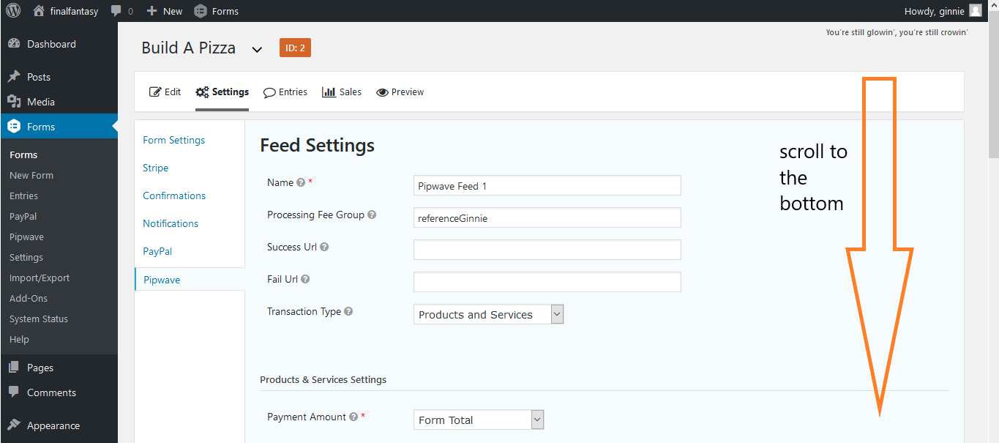 finalfantasy 0 New Forms Howdy, ginnie
You're still glowin', you're still crowin'
Dashboard
Posts
Media
Forms
Forms
New Form
Entries
PayPal
Pipwave
Settings
Import/Export
Add-Ons
System Status
Help
Pages
Comments
Appearance
Build A Pizza ID: 2
Edit Settings Entries Sales Preview
Form Settings
Stripe
Confirmations
Notifications
PayPal
Pipwave
Feed Settings
Name ? * Pipwave Feed 1
Processing Fee Group ? referenceGinnie
Success Url ?
Fail Url ?
Transaction Type ? Products and Services
Products & Services Settings
Payment Amount ? * Form Total
scroll to
the
bottom